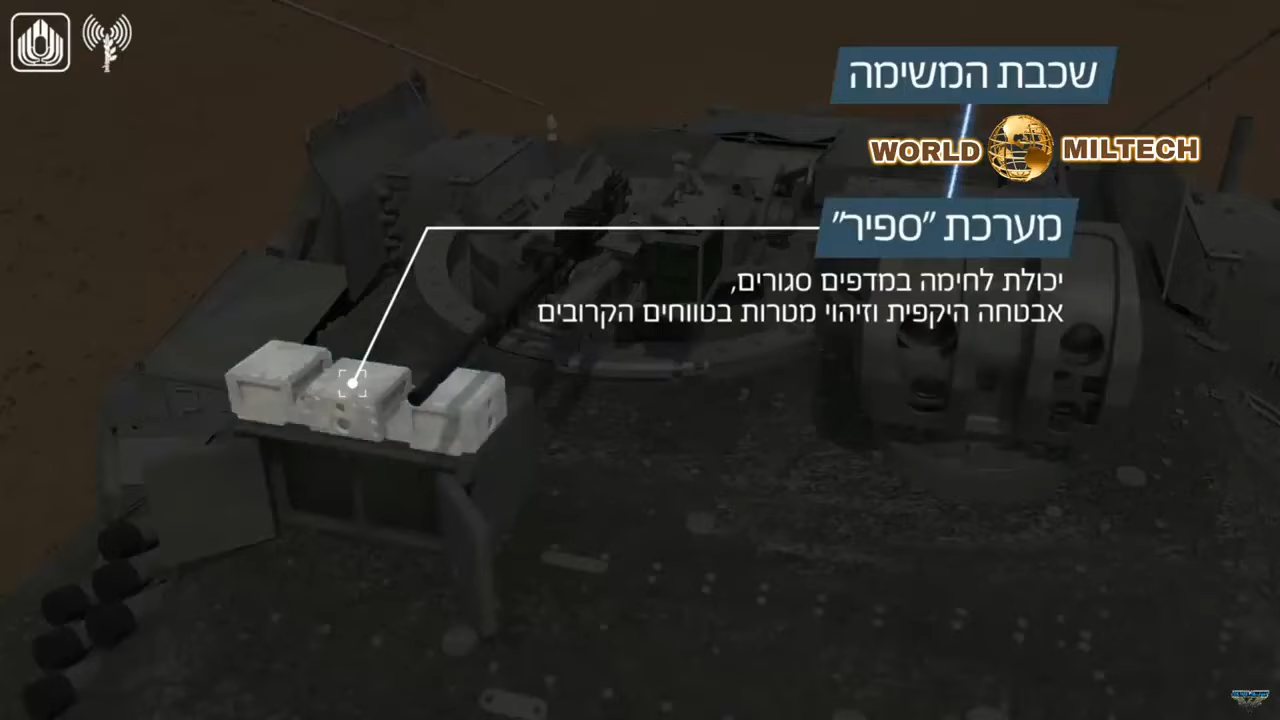 שכבת המשימה
WORLD MILTECH
מערכת "ספיר"
יכולת לחימה במדפים סגורים,
אבטחה היקפית וזיהוי מטרות בטווחים הקרובים